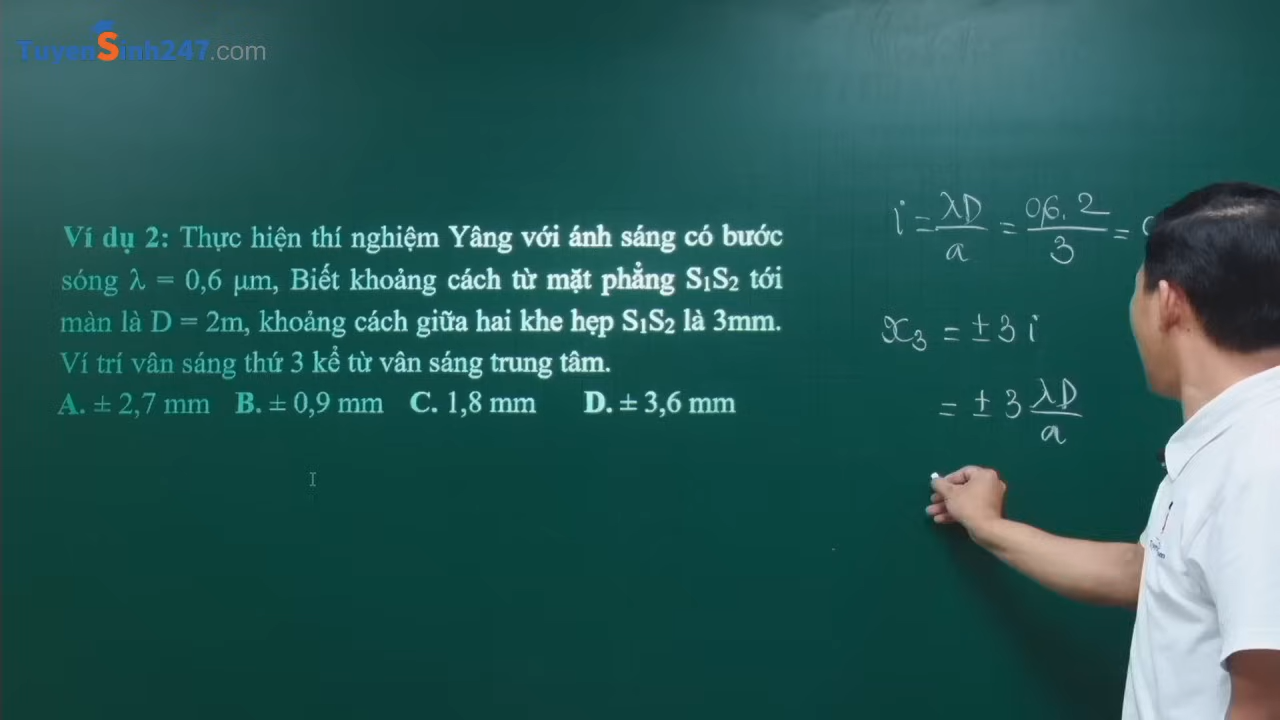 TuyenSinh247.com
Ví dụ 2: Thực hiện thí nghiệm Yâng với ánh sáng có bước
sóng λ = 0,6 μm, Biết khoảng cách từ mặt phẳng S₁S₂ tới
màn là D = 2m, khoảng cách giữa hai khe hẹp S₁S₂ là 3mm.
Ví trí vân sáng thứ 3 kể từ vân sáng trung tâm.
A. ± 2,7 mm B. ± 0,9 mm C. 1,8 mm D. ± 3,6 mm
i = λD/a = 0,6.2/3 =
x₃ = ± 3 i
= ± 3 λD/a